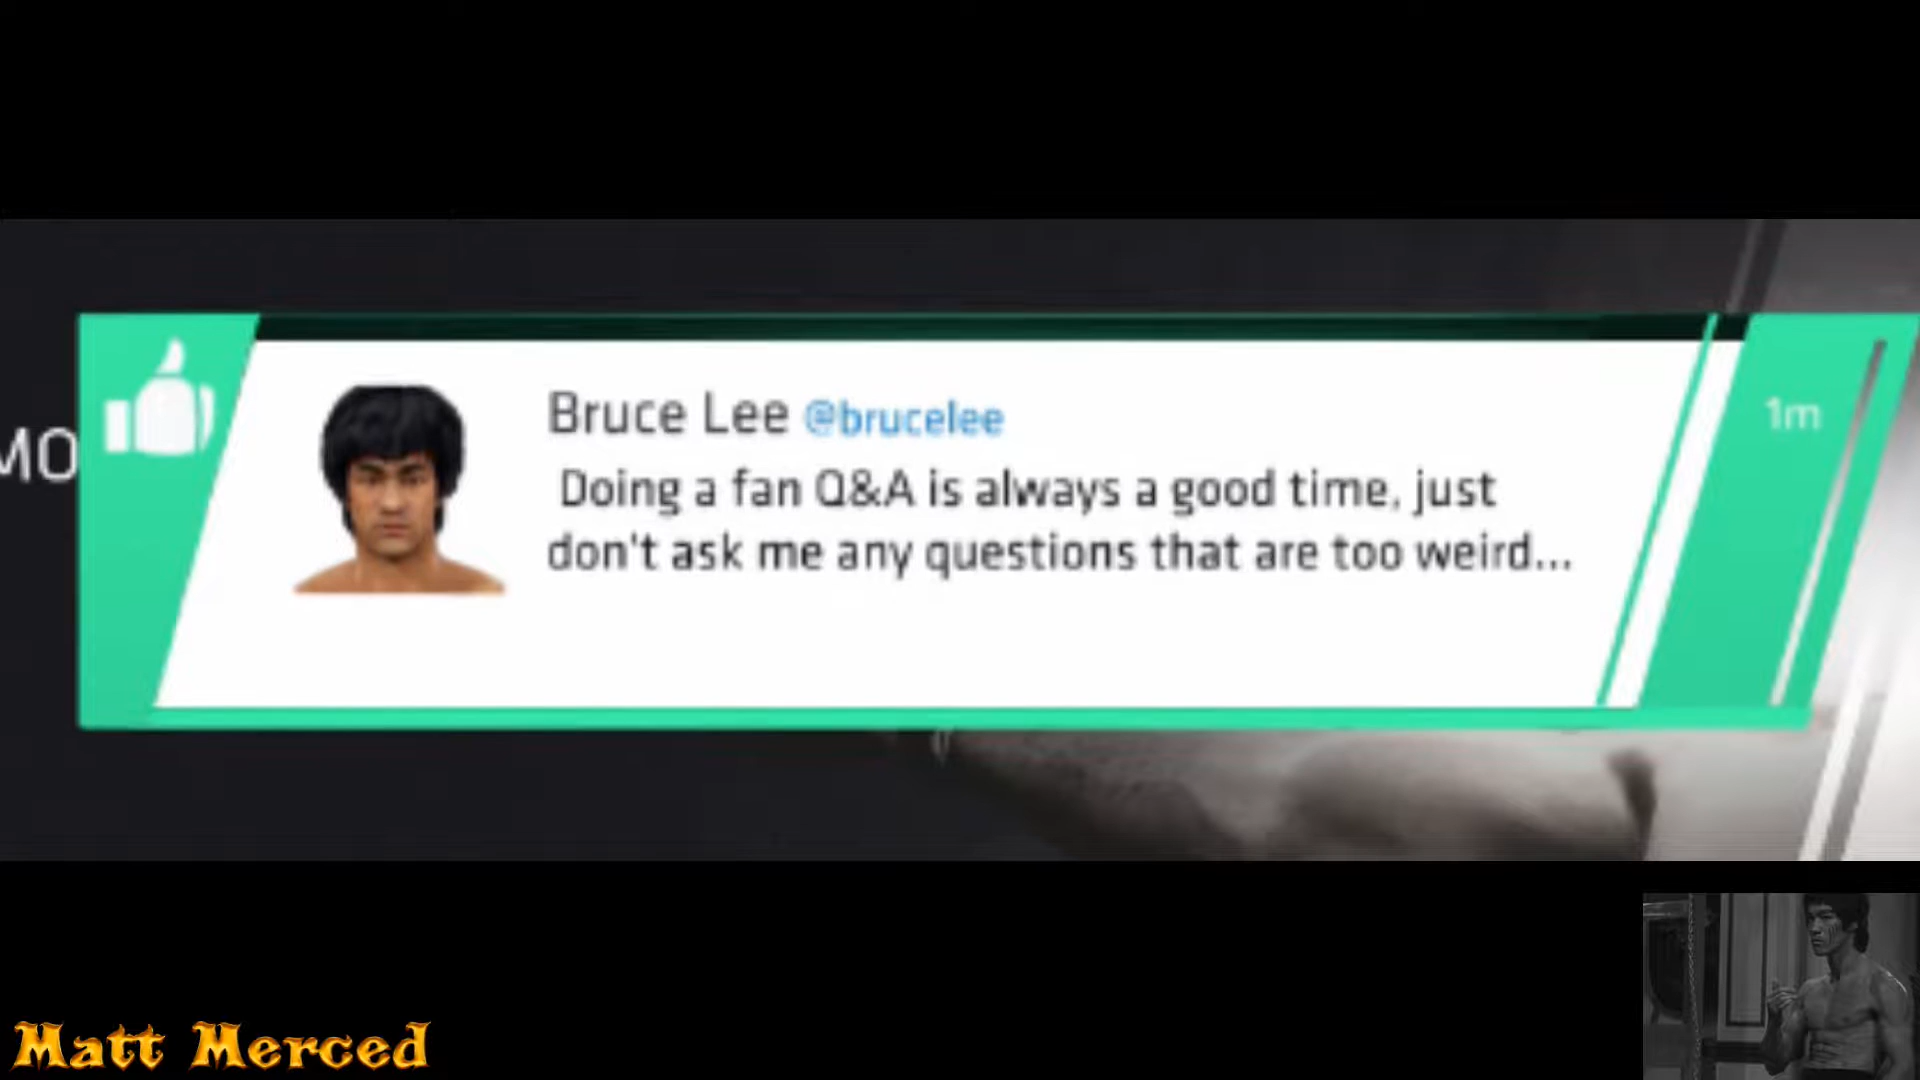 MO
Bruce Lee @brucelee
1m
Doing a fan Q&A is always a good time, just
don't ask me any questions that are too weird...
Matt Merced